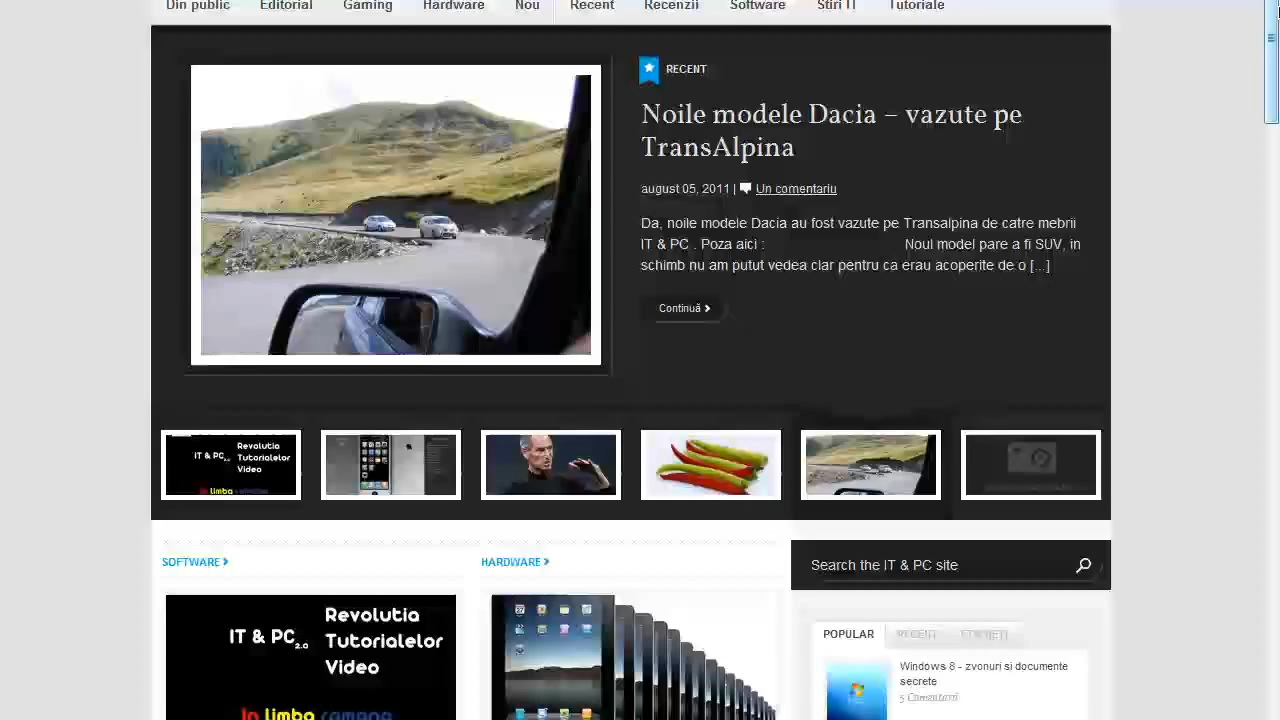 Din public Editorial Gaming Hardware Nou Recent Recenzii Software Stiri IT Tutoriale
RECENT
Noile modele Dacia – vazute pe
TransAlpina
august 05, 2011 | Un comentariu
Da, noile modele Dacia au fost vazute pe Transalpina de catre mebrii
IT & PC . Poza aici : Noul model pare a fi SUV, in
schimb nu am putut vedea clar pentru ca erau acoperite de o [...]
Continuă
Revolutia
IT & PC 2.0 Tutorialelor
Video
In limba romana
SOFTWARE
HARDWARE
Search the IT & PC site
Revolutia
IT & PC 2.0 Tutorialelor
Video
In limba romana
POPULAR RECENT ETICHETE
Windows 8 - zvonuri si documente
secrete
5 Comentarii